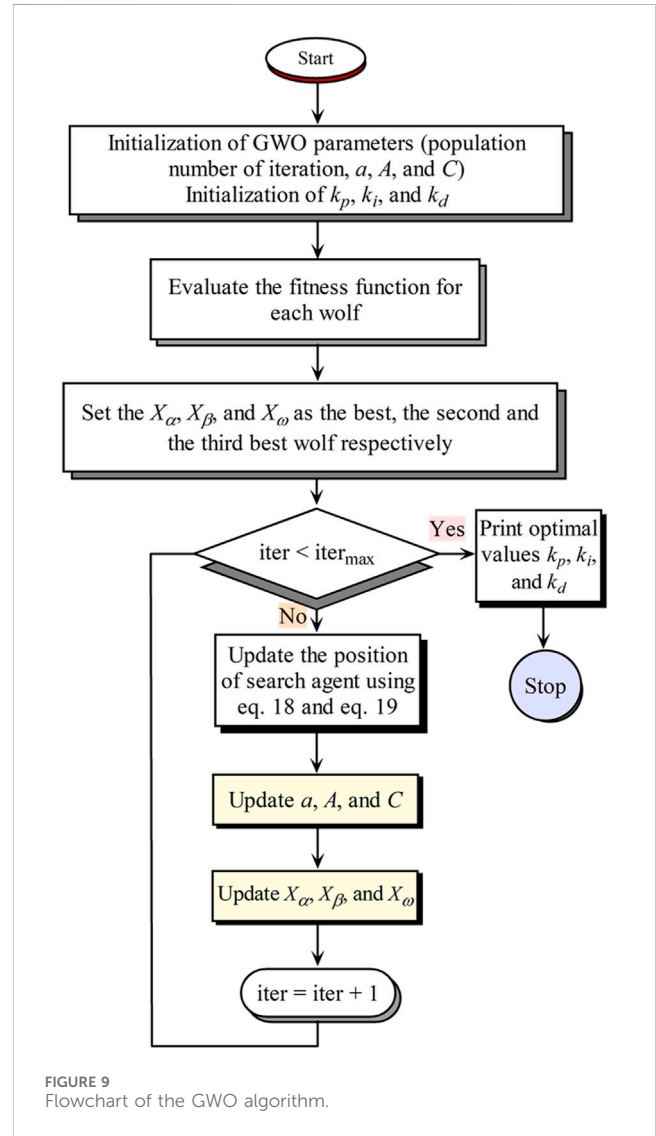 Start
Initialization of GWO parameters (population
number of iteration, a, A, and C)
Initialization of kp, ki, and kd
Evaluate the fitness function for
each wolf
Set the Xα, Xβ, and Xω as the best, the second and
the third best wolf respectively
iter < itermax
Yes
Print optimal
values kp, ki,
and kd
Stop
No
Update the position
of search agent using
eq. 18 and eq. 19
Update a, A, and C
Update Xα, Xβ, and Xω
iter = iter + 1
FIGURE 9
Flowchart of the GWO algorithm.